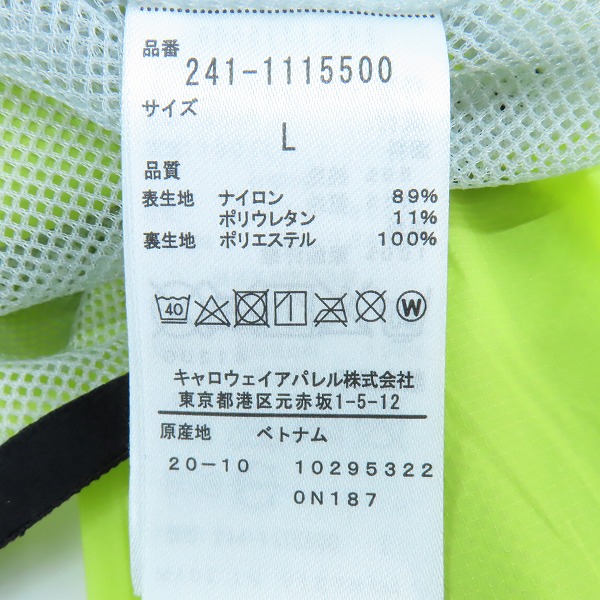 品番
241-1115500
サイズ
L
品質
表生地 ナイロン 89%
ポリウレタン 11%
裏生地 ポリエステル 100%
40 W
キャロウェイアパレル株式会社
東京都港区元赤坂1-5-12
原産地 ベトナム
20-10 10295322
0N187